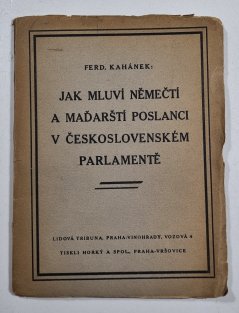 FERD. KAHÁNEK:
JAK MLUVÍ NĚMEČTÍ
A MAĎARŠTÍ POSLANCI
V ČESKOSLOVENSKÉM
PARLAMENTĚ
LIDOVÁ TRIBUNA, PRAHA-VINOHRADY, VOZOVÁ 6
TISKLI HORKÝ A SPOL., PRAHA-VRŠOVICE